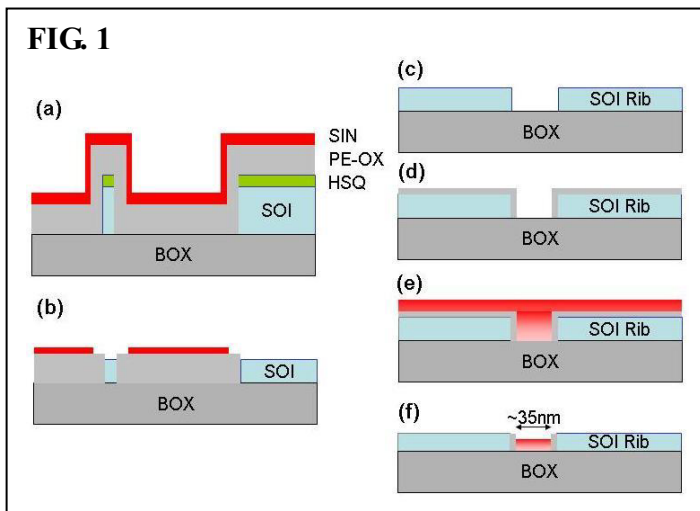 FIG. 1
(a)
SIN
PE-OX
HSQ
SOI
BOX
(b)
SOI
BOX
(c)
SOI Rib
BOX
(d)
SOI Rib
BOX
(e)
SOI Rib
BOX
(f)
~35nm
SOI Rib
BOX